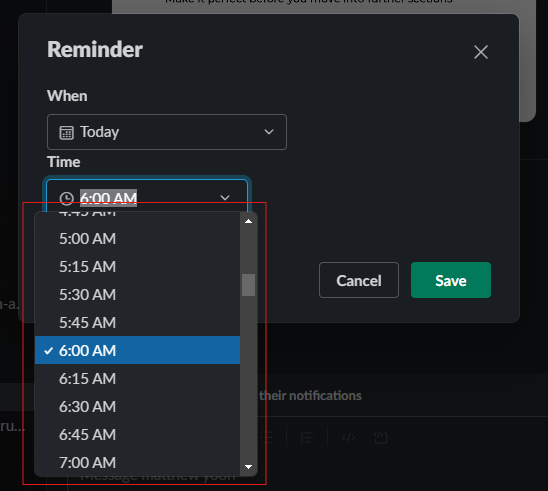 Make it perfect before you move into further sections
Reminder
When
Today
Time
6:00 AM
4:45 AM
5:00 AM
5:15 AM
5:30 AM
5:45 AM
6:00 AM
6:15 AM
6:30 AM
6:45 AM
7:00 AM
Cancel
Save
n-a...
their notifications
ru...
Message matthew yoon